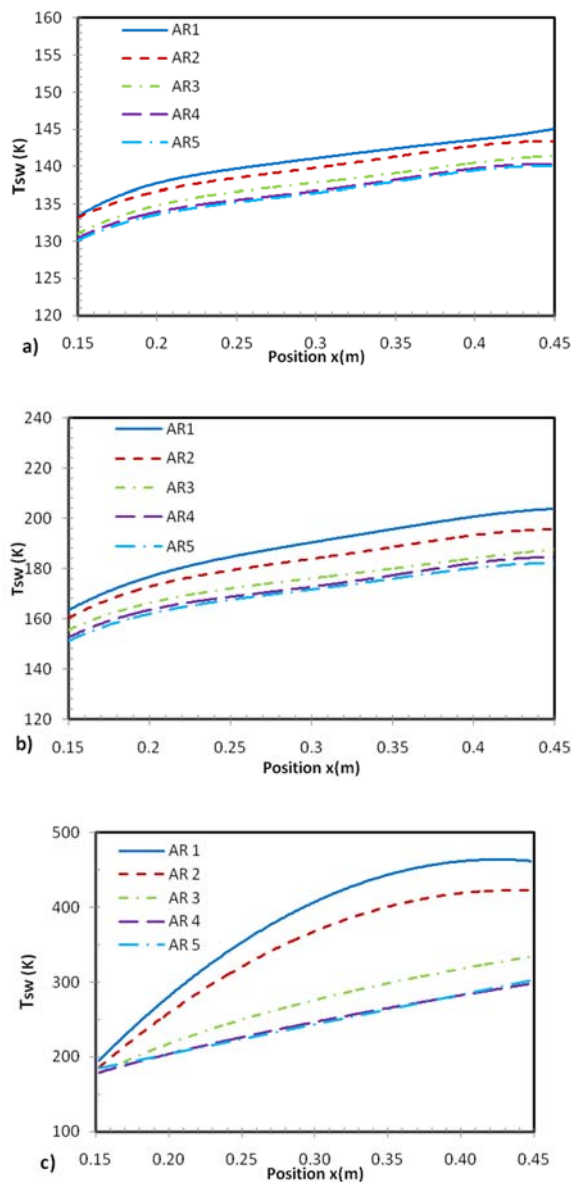 160
155
150
145
140
135
130
125
120
Tsw (K)
AR1
AR2
AR3
AR4
AR5
0.15 0.2 0.25 0.3 0.35 0.4 0.45
Position x(m)
a)
240
220
200
180
160
140
120
Tsw (K)
AR1
AR2
AR3
AR4
AR5
0.15 0.2 0.25 0.3 0.35 0.4 0.45
Position x(m)
b)
500
400
300
200
100
Tsw (K)
AR 1
AR 2
AR 3
AR 4
AR 5
0.15 0.20 0.25 0.30 0.35 0.40 0.45
Position x(m)
c)